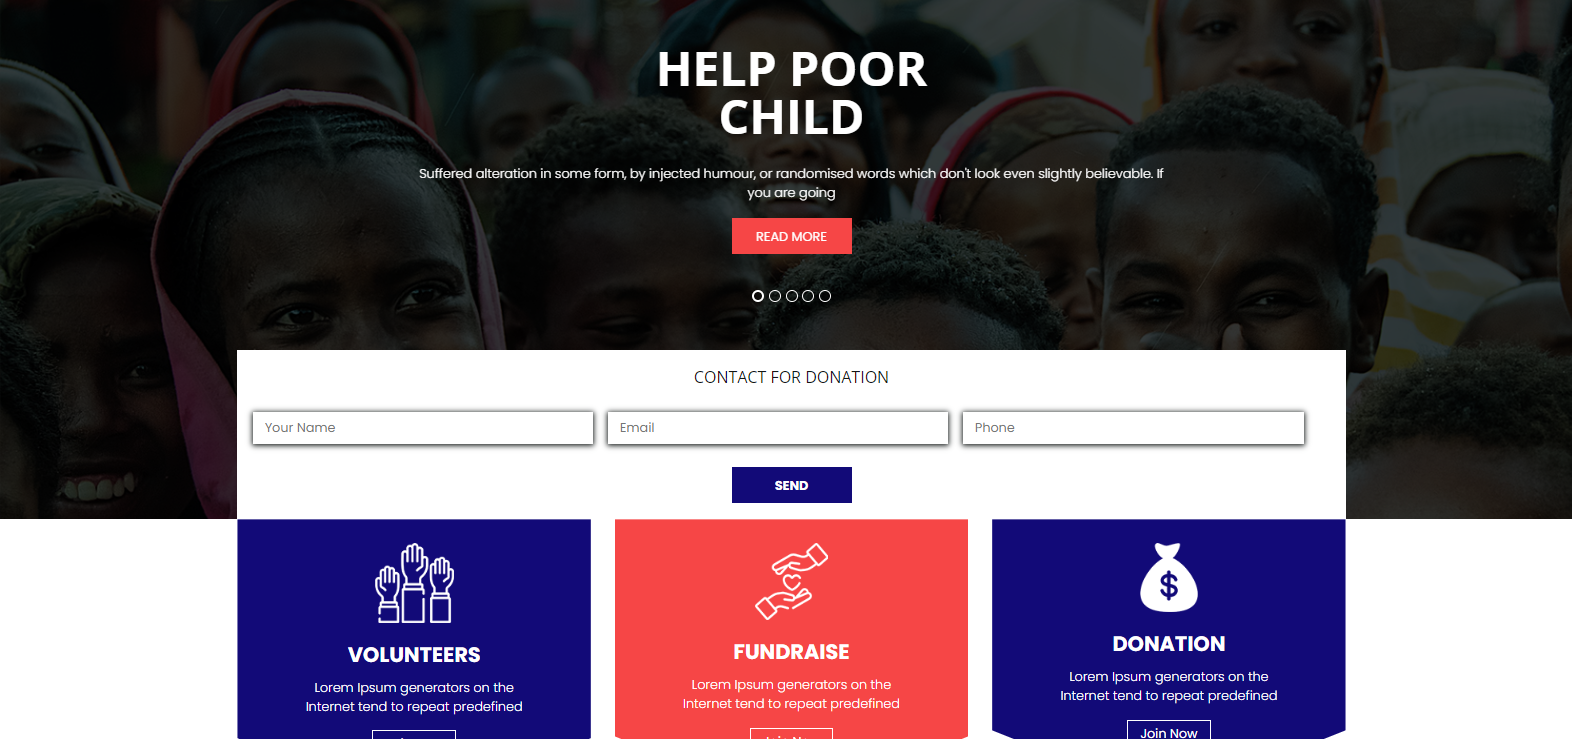 HELP POOR
CHILD
Suffered alteration in some form, by injected humour, or randomised words which don't look even slightly believable. If
you are going
READ MORE
CONTACT FOR DONATION
Your Name
Email
Phone
SEND
VOLUNTEERS
Lorem Ipsum generators on the
Internet tend to repeat predefined
FUNDRAISE
Lorem Ipsum generators on the
Internet tend to repeat predefined
DONATION
Lorem Ipsum generators on the
Internet tend to repeat predefined
Join Now